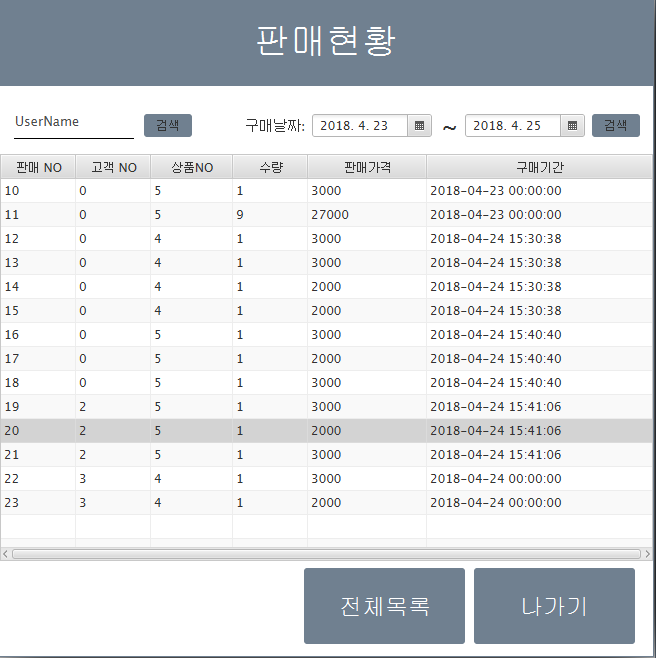 판매현황
UserName 검색 구매날짜: 2018. 4. 23 ~ 2018. 4. 25 검색
판매 NO 고객 NO 상품NO 수량 판매가격 구매기간
10 0 5 1 3000 2018-04-23 00:00:00
11 0 5 9 27000 2018-04-23 00:00:00
12 0 4 1 3000 2018-04-24 15:30:38
13 0 4 1 3000 2018-04-24 15:30:38
14 0 4 1 2000 2018-04-24 15:30:38
15 0 4 1 2000 2018-04-24 15:30:38
16 0 5 1 3000 2018-04-24 15:40:40
17 0 5 1 2000 2018-04-24 15:40:40
18 0 5 1 2000 2018-04-24 15:40:40
19 2 5 1 3000 2018-04-24 15:41:06
20 2 5 1 2000 2018-04-24 15:41:06
21 2 5 1 3000 2018-04-24 15:41:06
22 3 4 1 3000 2018-04-24 00:00:00
23 3 4 1 2000 2018-04-24 00:00:00
전체목록 나가기